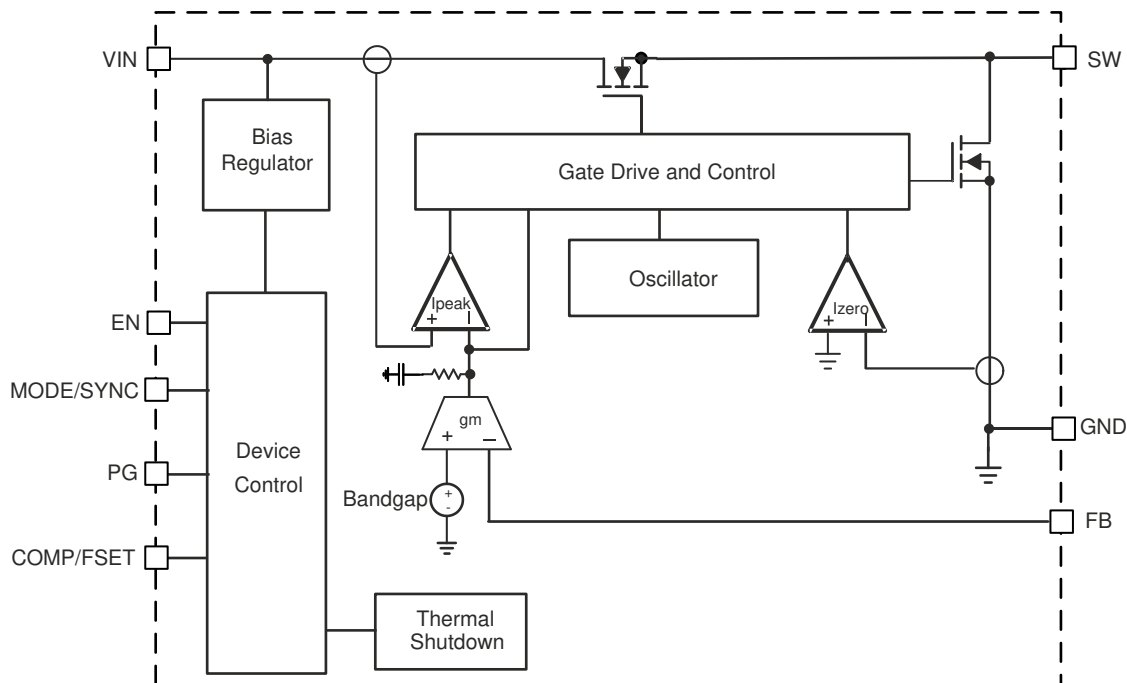 VIN
SW
Bias
Regulator
Gate Drive and Control
Oscillator
Ipeak
+ −
Izero
+ −
EN
MODE/SYNC
PG
COMP/FSET
Device
Control
gm
+ −
Bandgap
+
-
GND
FB
Thermal
Shutdown